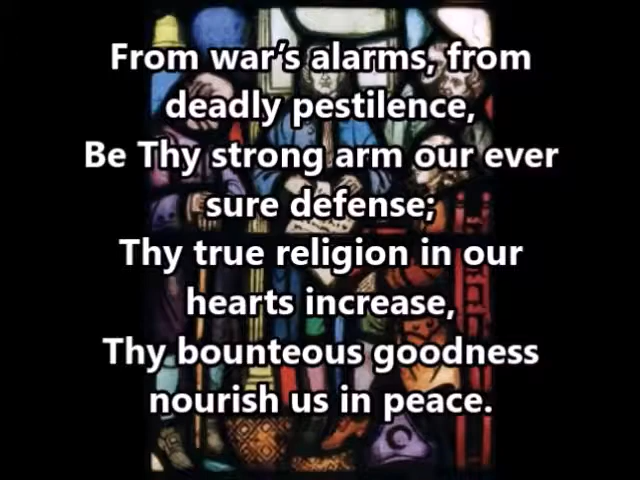 From war's alarms, from
deadly pestilence,
Be Thy strong arm our ever
sure defense;
Thy true religion in our
hearts increase,
Thy bounteous goodness
nourish us in peace.